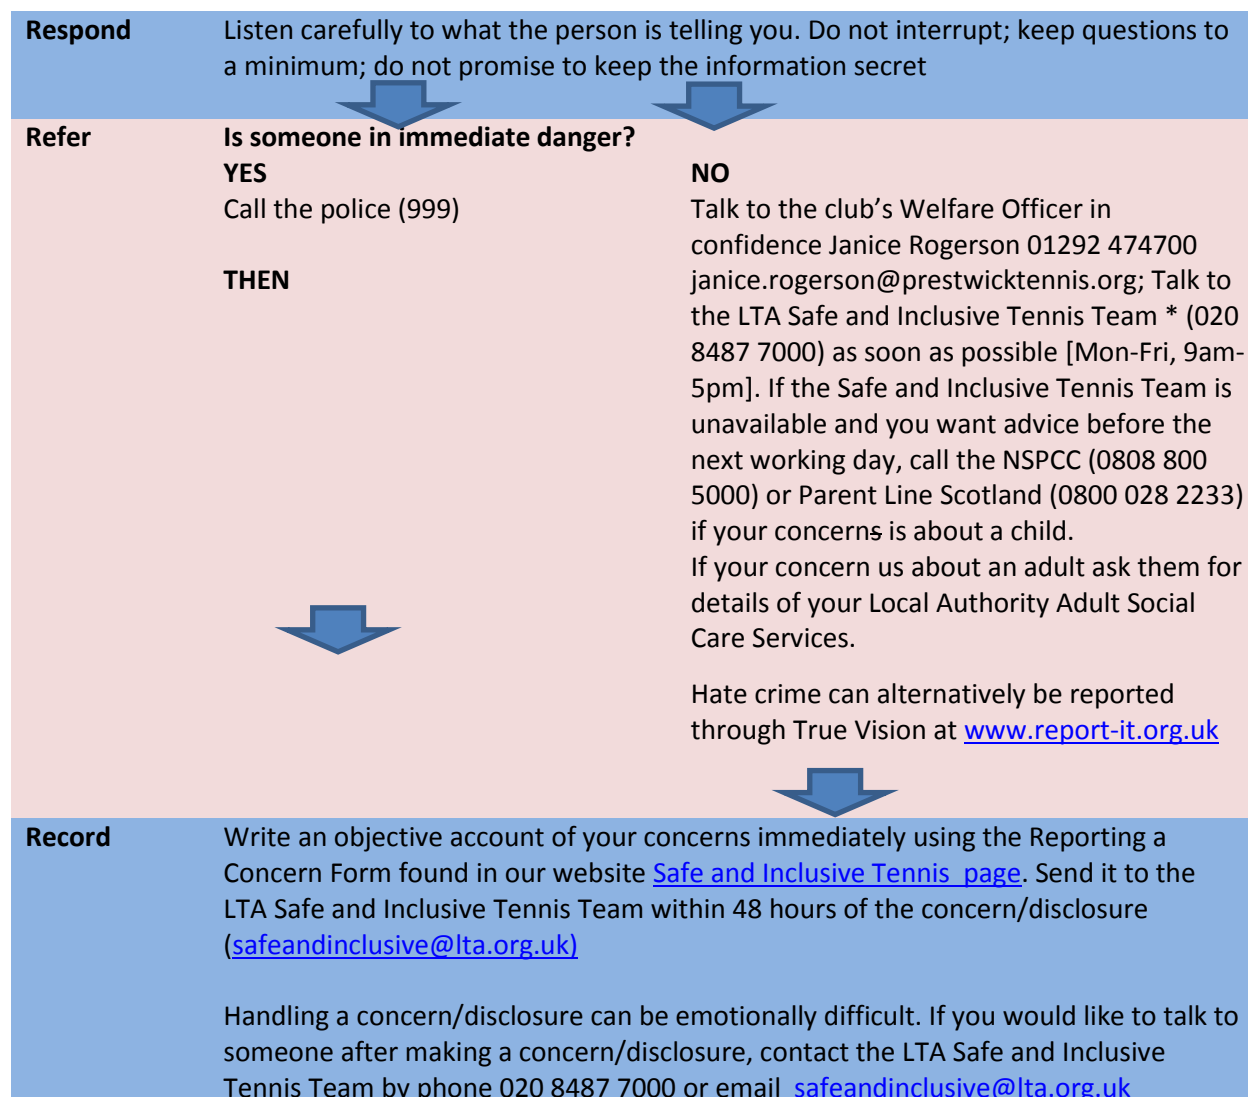 Respond
Listen carefully to what the person is telling you. Do not interrupt; keep questions to
a minimum; do not promise to keep the information secret
Refer
Is someone in immediate danger?
YES
Call the police (999)
THEN
NO
Talk to the club's Welfare Officer in
confidence Janice Rogerson 01292 474700
janice.rogerson@prestwicktennis.org; Talk to
the LTA Safe and Inclusive Tennis Team * (020
8487 7000) as soon as possible [Mon-Fri, 9am-
5pm]. If the Safe and Inclusive Tennis Team is
unavailable and you want advice before the
next working day, call the NSPCC (0808 800
5000) or Parent Line Scotland (0800 028 2233)
if your concerns is about a child.
If your concern us about an adult ask them for
details of your Local Authority Adult Social
Care Services.
Hate crime can alternatively be reported
through True Vision at www.report-it.org.uk
Record
Write an objective account of your concerns immediately using the Reporting a
Concern Form found in our website Safe and Inclusive Tennis  page. Send it to the
LTA Safe and Inclusive Tennis Team within 48 hours of the concern/disclosure
(safeandinclusive@lta.org.uk)
Handling a concern/disclosure can be emotionally difficult. If you would like to talk to
someone after making a concern/disclosure, contact the LTA Safe and Inclusive
Tennis Team by phone 020 8487 7000 or email  safeandinclusive@lta.org.uk